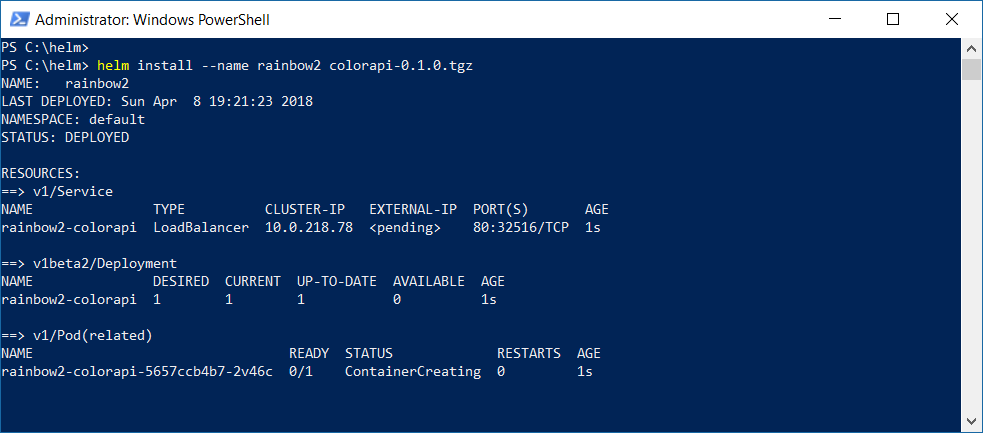 Administrator: Windows PowerShell
PS C:\helm>
PS C:\helm> helm install --name rainbow2 colorapi-0.1.0.tgz
NAME:   rainbow2
LAST DEPLOYED: Sun Apr  8 19:21:23 2018
NAMESPACE: default
STATUS: DEPLOYED
RESOURCES:
==> v1/Service
NAME               TYPE          CLUSTER-IP   EXTERNAL-IP  PORT(S)       AGE
rainbow2-colorapi  LoadBalancer  10.0.218.78  <pending>    80:32516/TCP  1s
==> v1beta2/Deployment
NAME               DESIRED  CURRENT  UP-TO-DATE  AVAILABLE  AGE
rainbow2-colorapi  1        1        1           0          1s
==> v1/Pod(related)
NAME                                READY  STATUS             RESTARTS  AGE
rainbow2-colorapi-5657ccb4b7-2v46c  0/1    ContainerCreating  0         1s